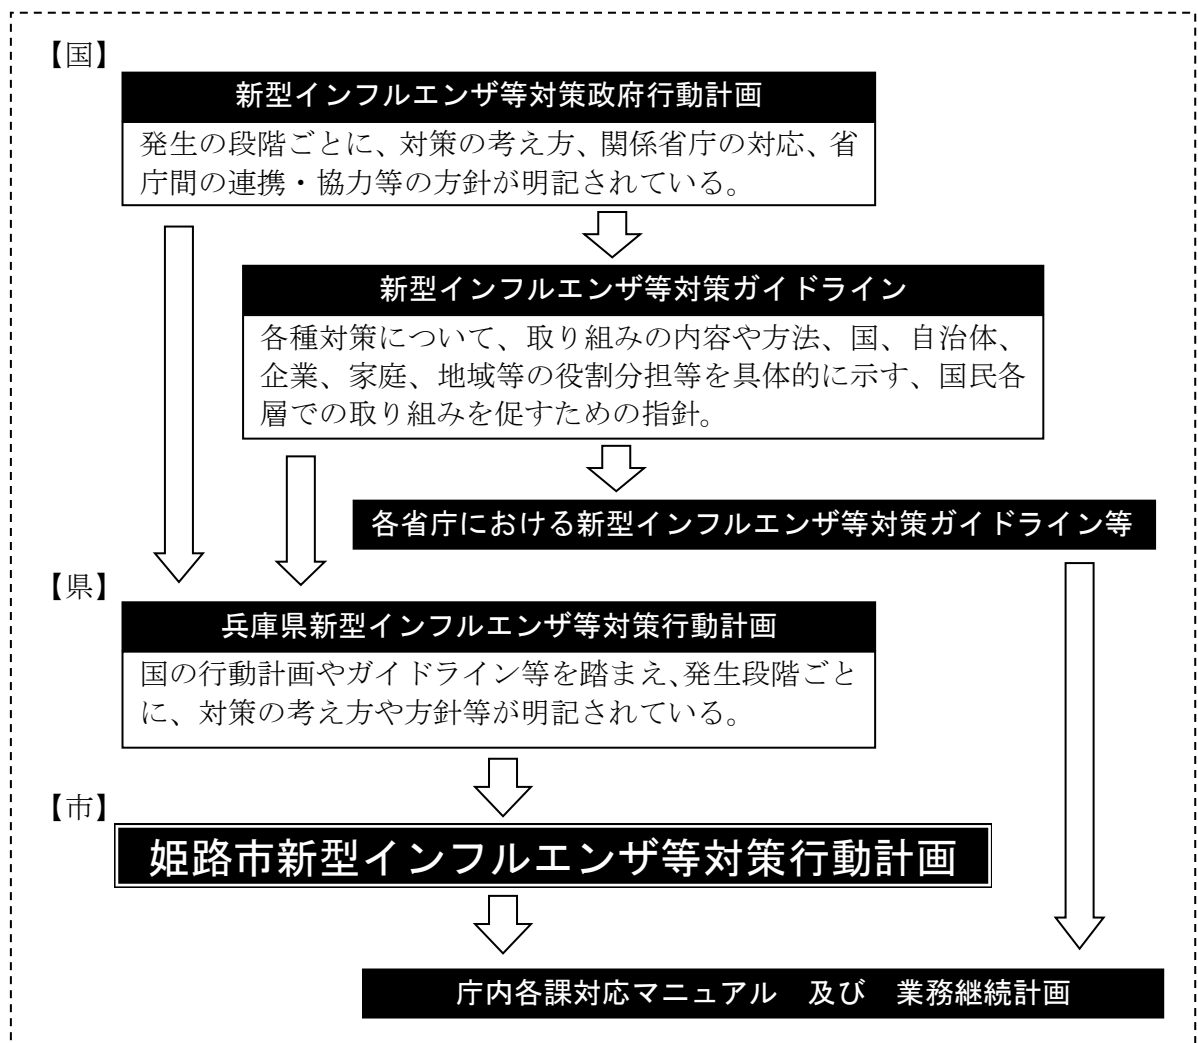 【国】
新型インフルエンザ等対策政府行動計画
発生の段階ごとに、対策の考え方、関係省庁の対応、省
庁間の連携・協力等の方針が明記されている。
新型インフルエンザ等対策ガイドライン
各種対策について、取り組みの内容や方法、国、自治体、
企業、家庭、地域等の役割分担等を具体的に示す、国民各
層での取り組みを促すための指針。
各省庁における新型インフルエンザ等対策ガイドライン等
【県】
兵庫県新型インフルエンザ等対策行動計画
国の行動計画やガイドライン等を踏まえ、発生段階ごと
に、対策の考え方や方針等が明記されている。
【市】
姫路市新型インフルエンザ等対策行動計画
庁内各課対応マニュアル　及び　業務継続計画